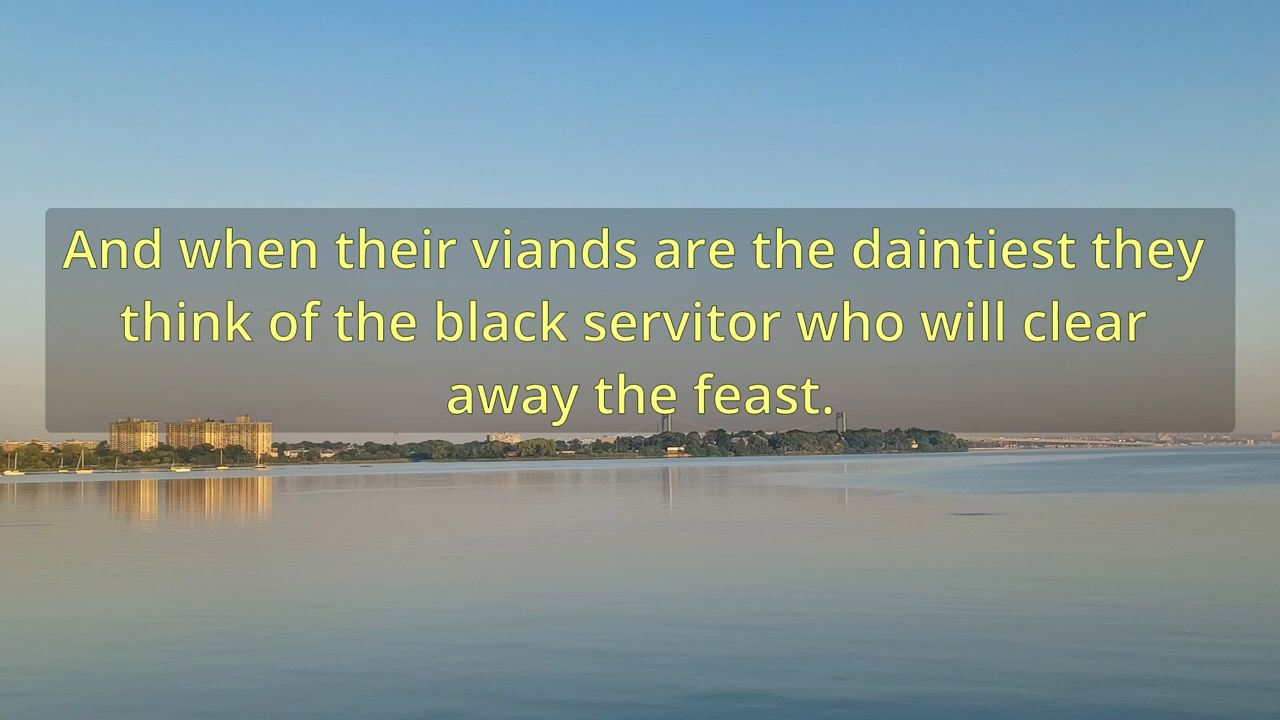 And when their viands are the daintiest they
think of the black servitor who will clear
away the feast.